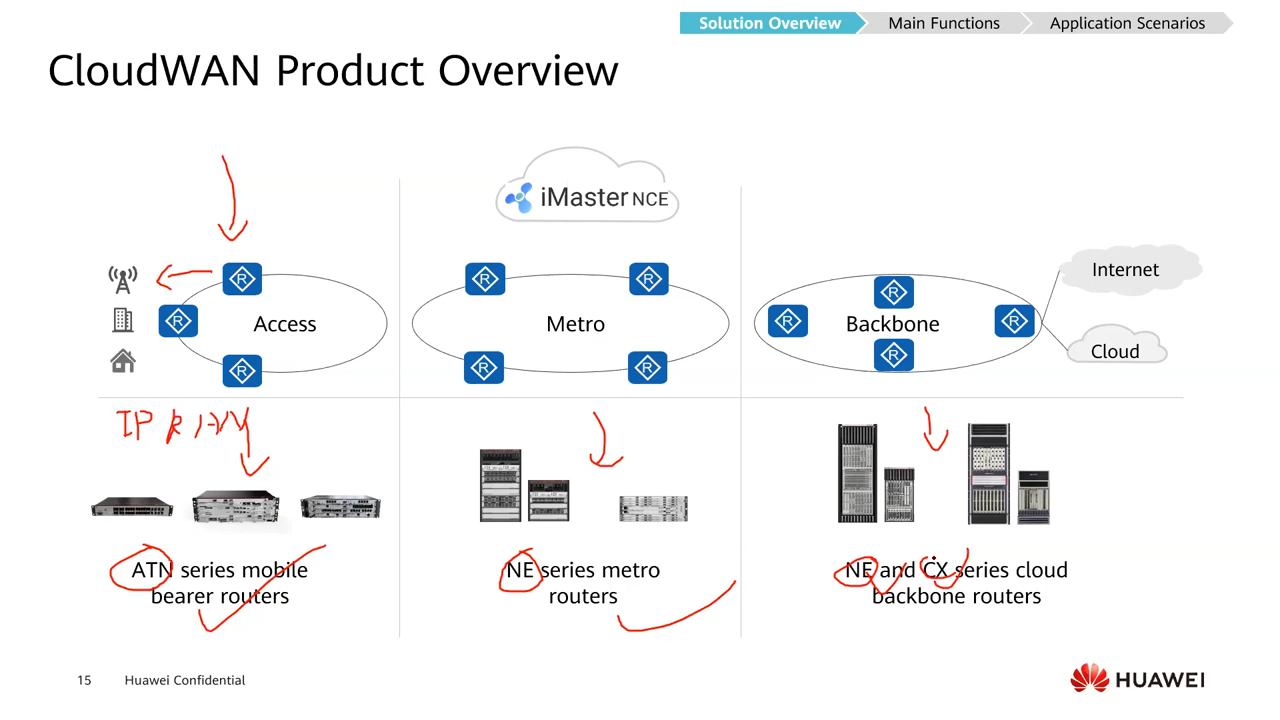 Solution Overview
Main Functions
Application Scenarios
CloudWAN Product Overview
iMaster NCE
R
R
R
R
R
R
R
R
R
R
R
Access
Metro
Backbone
Internet
Cloud
IP RAN
ATN series mobile
bearer routers
NE series metro
routers
NE and CX series cloud
backbone routers
15
Huawei Confidential
HUAWEI